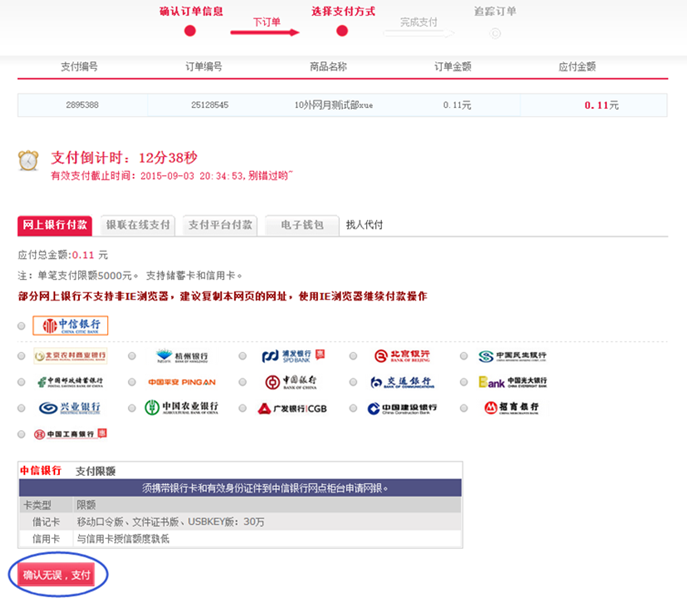 确认订单信息 下订单 选择支付方式 完成支付 追踪订单
支付编号 订单编号 商品名称 订单金额 应付金额
2895388 25128545 10外网月测试部xue 0.11元 0.11元
支付倒计时：12分38秒
有效支付截止时间：2015-09-03 20:34:53,别错过哟~
网上银行付款 银联在线支付 支付平台付款 电子钱包 找人代付
应付总金额:0.11 元
注：单笔支付限额5000元。 支持储蓄卡和信用卡。
部分网上银行不支持非IE浏览器，建议复制本网页的网址，使用IE浏览器继续付款操作
中信银行
CHINA CITIC BANK
北京农村商业银行 杭州银行 浦发银行 惠 北京银行 中国民生银行
BANK OF HANGZHOU SPD BANK BANK OF BEIJING
中国邮政储蓄银行 中国平安 PINGAN 中国银行 交通银行 Bank 中国光大银行
BANK OF CHINA BANK OF COMMUNICATIONS
兴业银行 中国农业银行 广发银行|CGB 中国建设银行 招商银行
AGRICULTURAL BANK OF CHINA China Construction Bank
中国工商银行 惠
中信银行 支付限额
须携带银行卡和有效身份证件到中信银行网点柜台申请网银。
卡类型 限额
借记卡 移动口令版、文件证书版、USBKEY版：30万
信用卡 与信用卡授信额度孰低
确认无误，支付